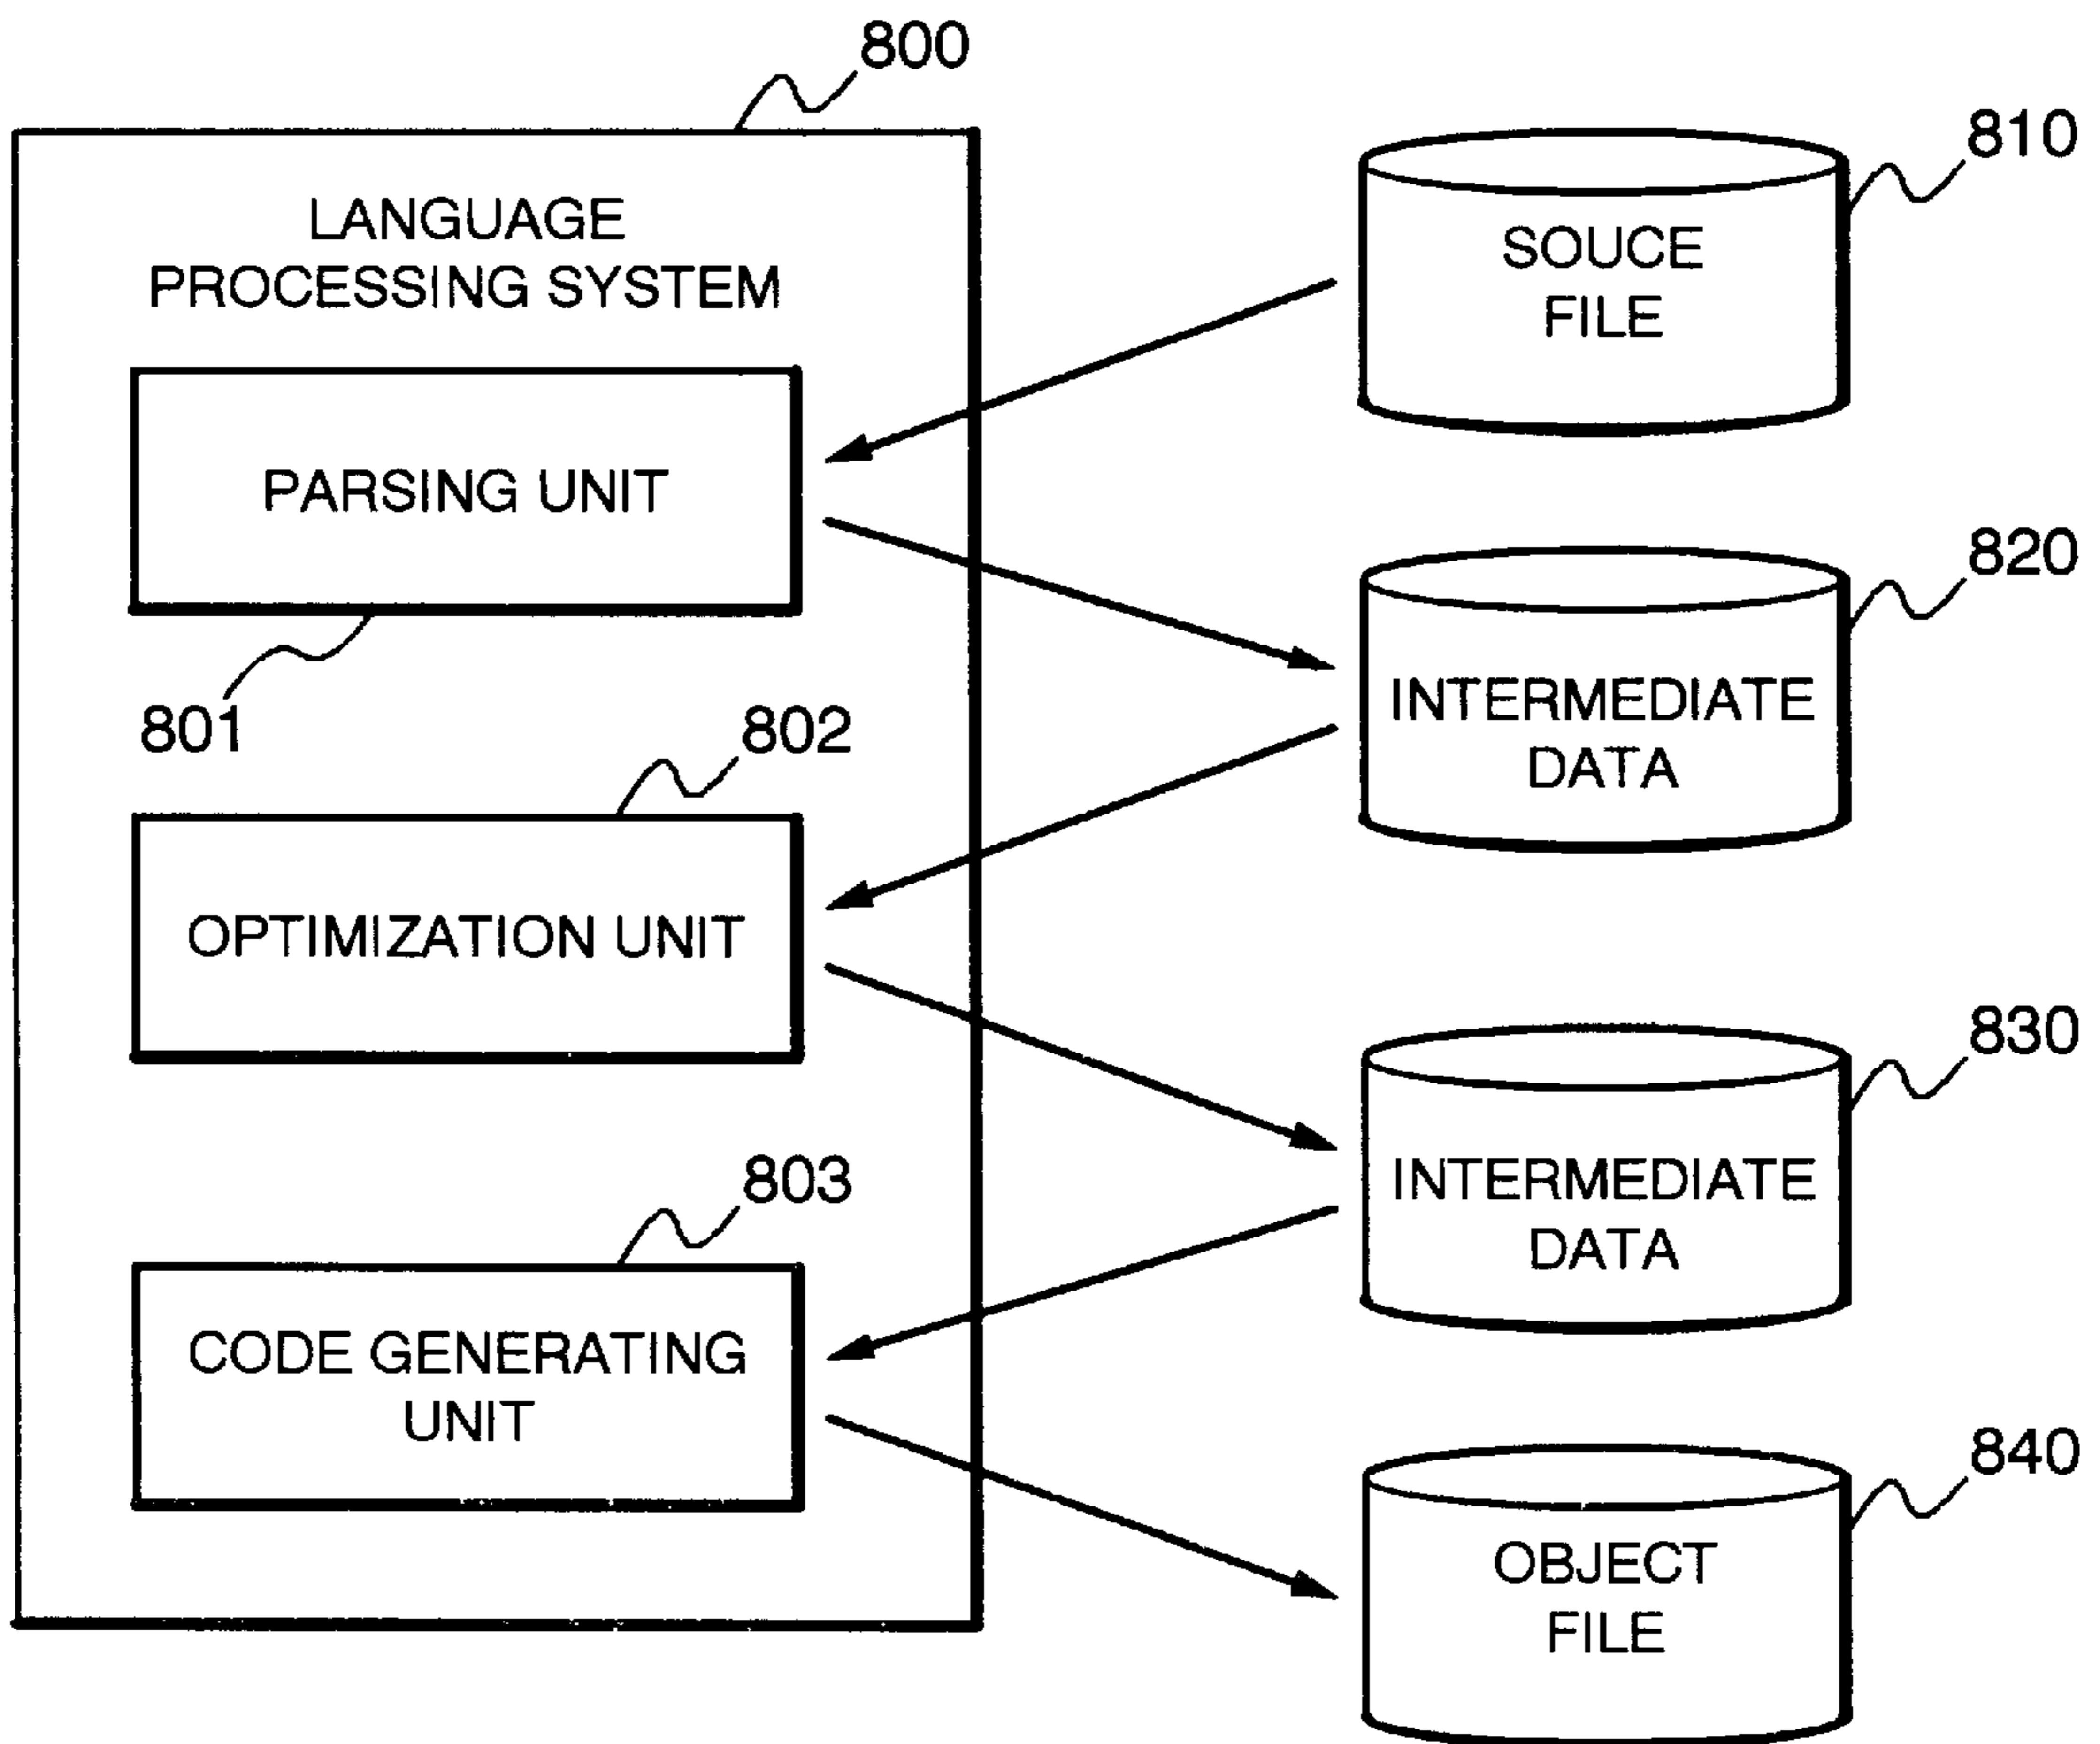 800
LANGUAGE
PROCESSING SYSTEM
PARSING UNIT
801
802
OPTIMIZATION UNIT
803
CODE GENERATING
UNIT
810
SOUCE
FILE
820
INTERMEDIATE
DATA
830
INTERMEDIATE
DATA
840
OBJECT
FILE